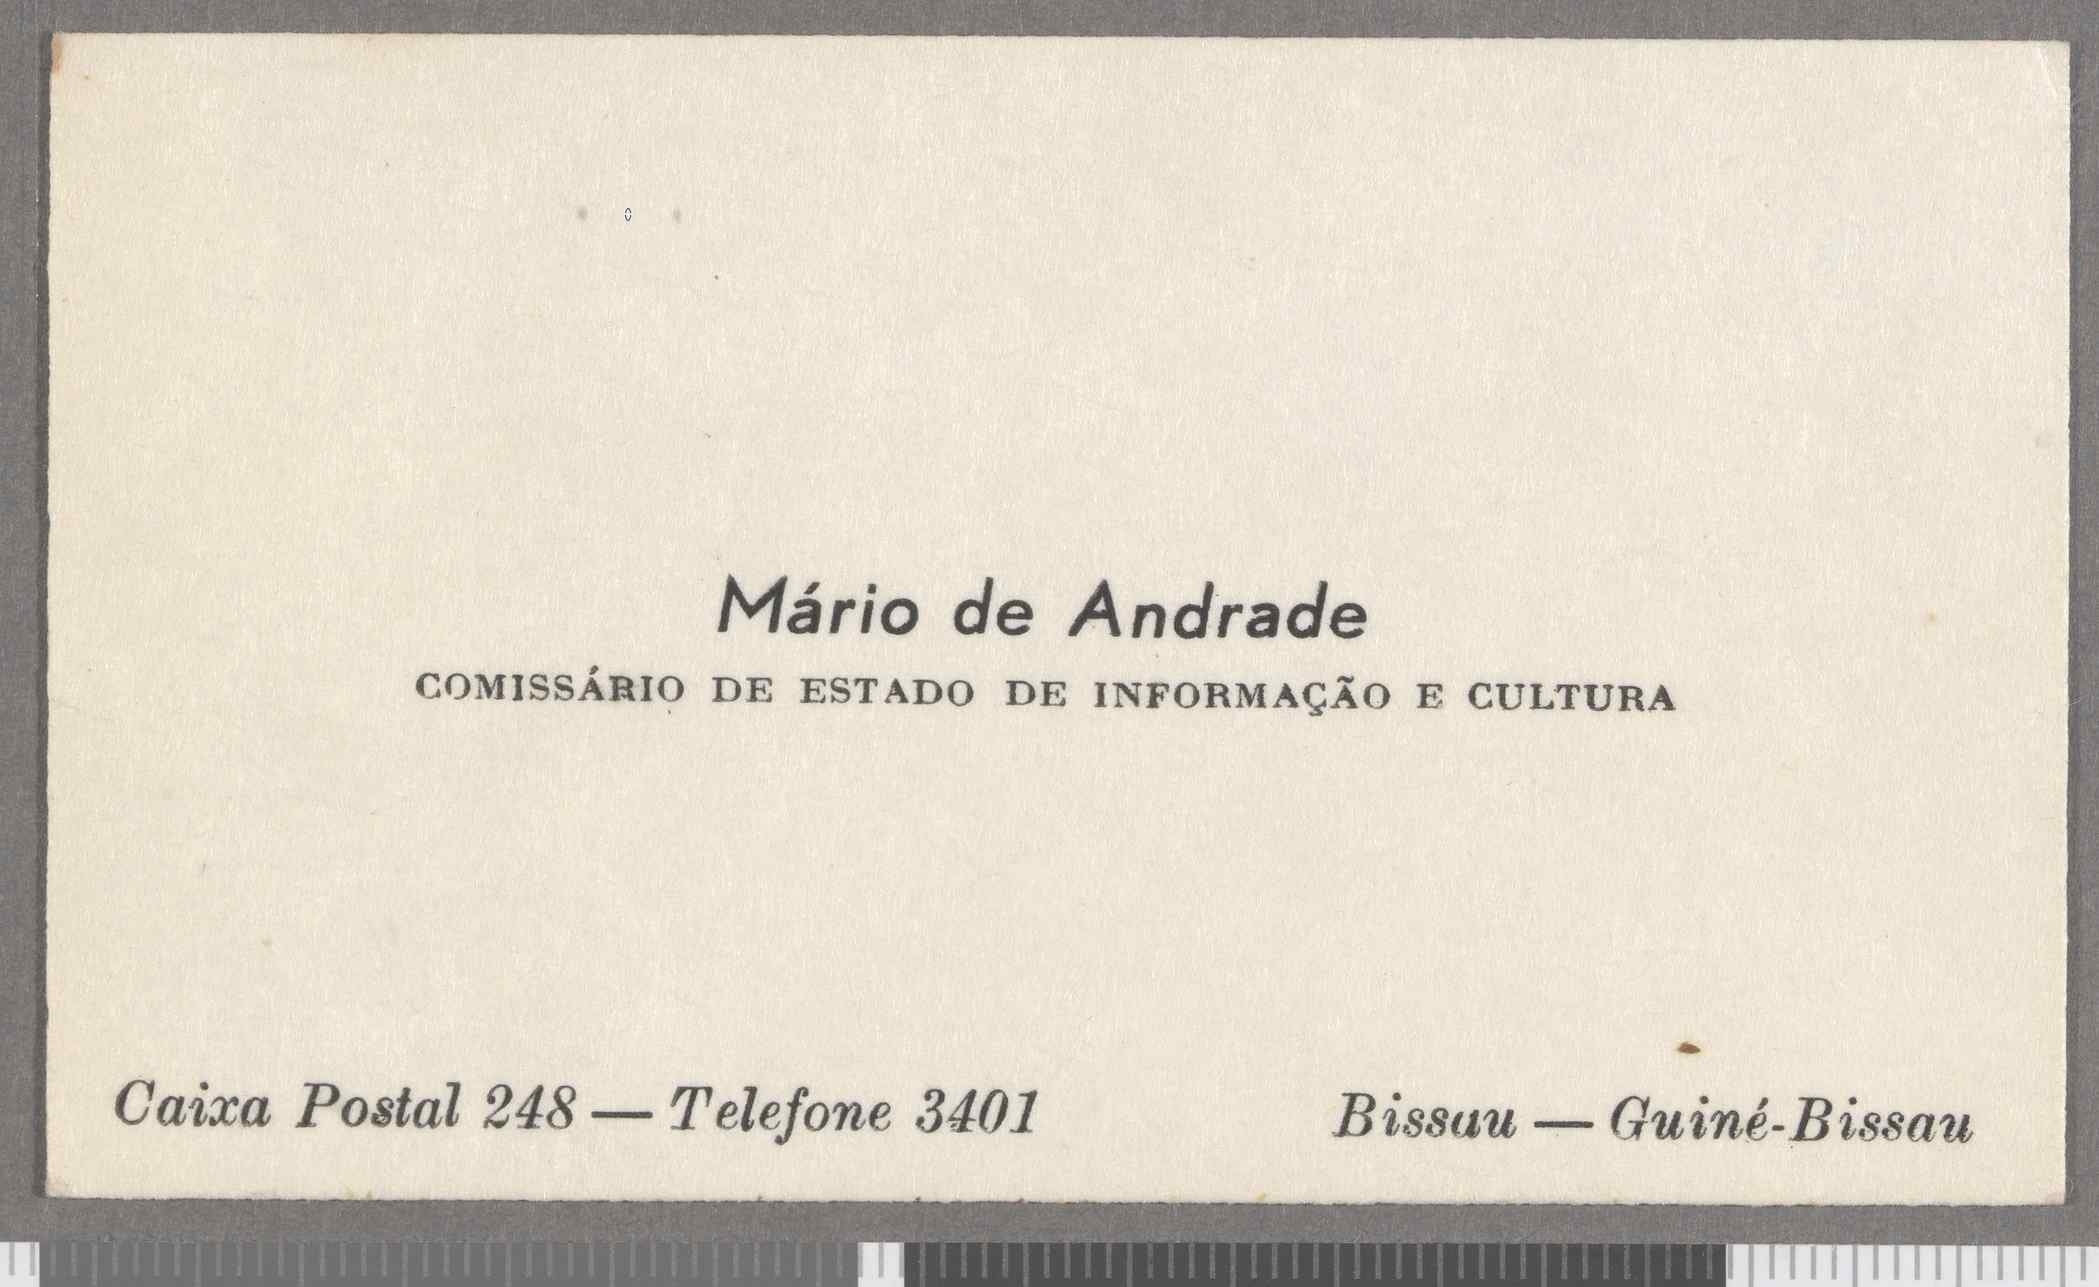 Mário de Andrade
COMISSÁRIO DE ESTADO DE INFORMAÇÃO E CULTURA
Caixa Postal 248 — Telefone 3401
Bissau — Guiné-Bissau